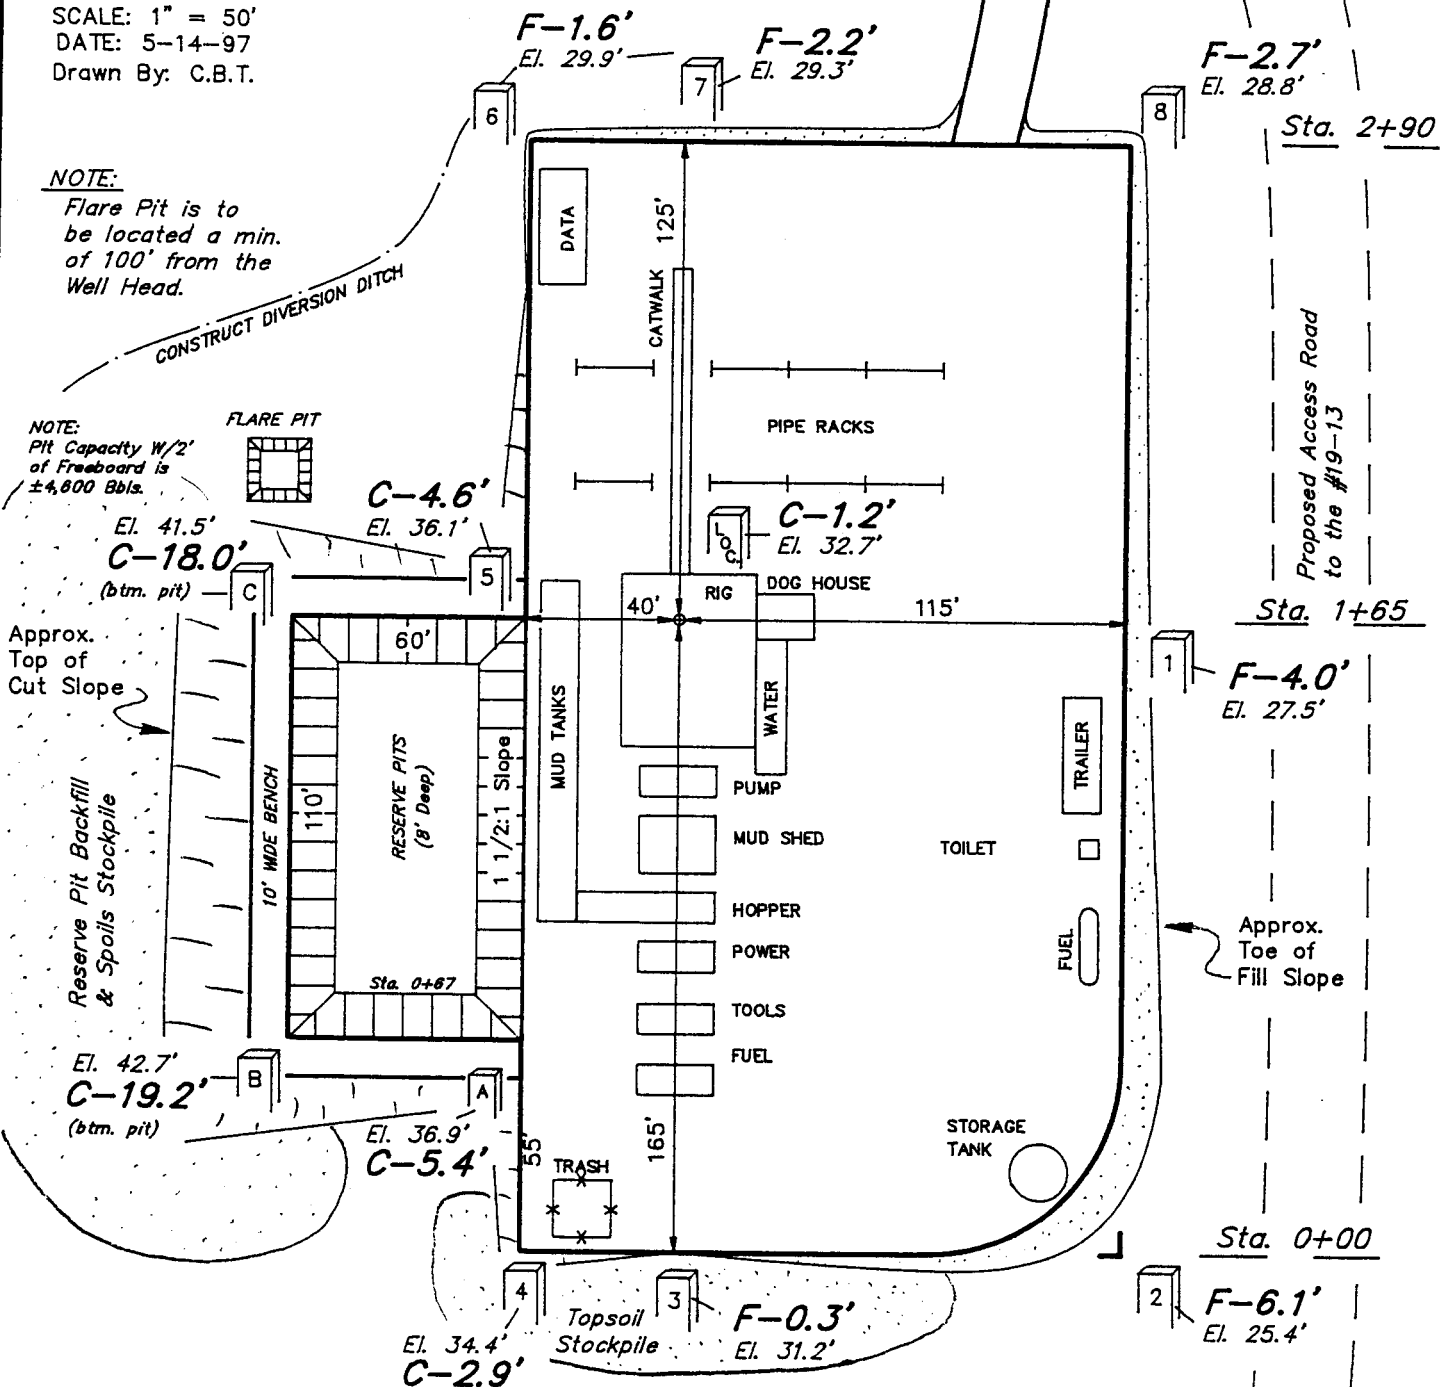 SCALE: 1" = 50'
DATE: 5-14-97
Drawn By: C.B.T.
F-1.6'
El. 29.9'
F-2.2'
El. 29.3'
F-2.7'
El. 28.8'
6
7
8
Sta. 2+90
NOTE:
Flare Pit is to
be located a min.
of 100' from the
Well Head.
CONSTRUCT DIVERSION DITCH
DATA
125'
CATWALK
PIPE RACKS
Proposed Access Road
to the #19-13
NOTE:
Pit Capacity W/2'
of Freeboard is
±4,600 Bbls.
FLARE PIT
C-4.6'
El. 36.1'
5
El. 41.5'
C-18.0'
(btm. pit)
C
LOC.
C-1.2'
El. 32.7'
RIG
DOG HOUSE
40'
115'
Sta. 1+65
1
F-4.0'
El. 27.5'
Approx.
Top of
Cut Slope
60'
110'
RESERVE PITS
(8' Deep)
1 1/2:1 Slope
10' WIDE BENCH
Sta. 0+67
MUD TANKS
WATER
TRAILER
PUMP
MUD SHED
TOILET
HOPPER
POWER
FUEL
TOOLS
FUEL
Reserve Pit Backfill
& Spoils Stockpile
Approx.
Toe of
Fill Slope
El. 42.7'
C-19.2'
(btm. pit)
B
A
El. 36.9'
C-5.4'
55'
165'
TRASH
STORAGE
TANK
Sta. 0+00
4
3
2
Topsoil
Stockpile
El. 34.4'
C-2.9'
F-0.3'
El. 31.2'
F-6.1'
El. 25.4'